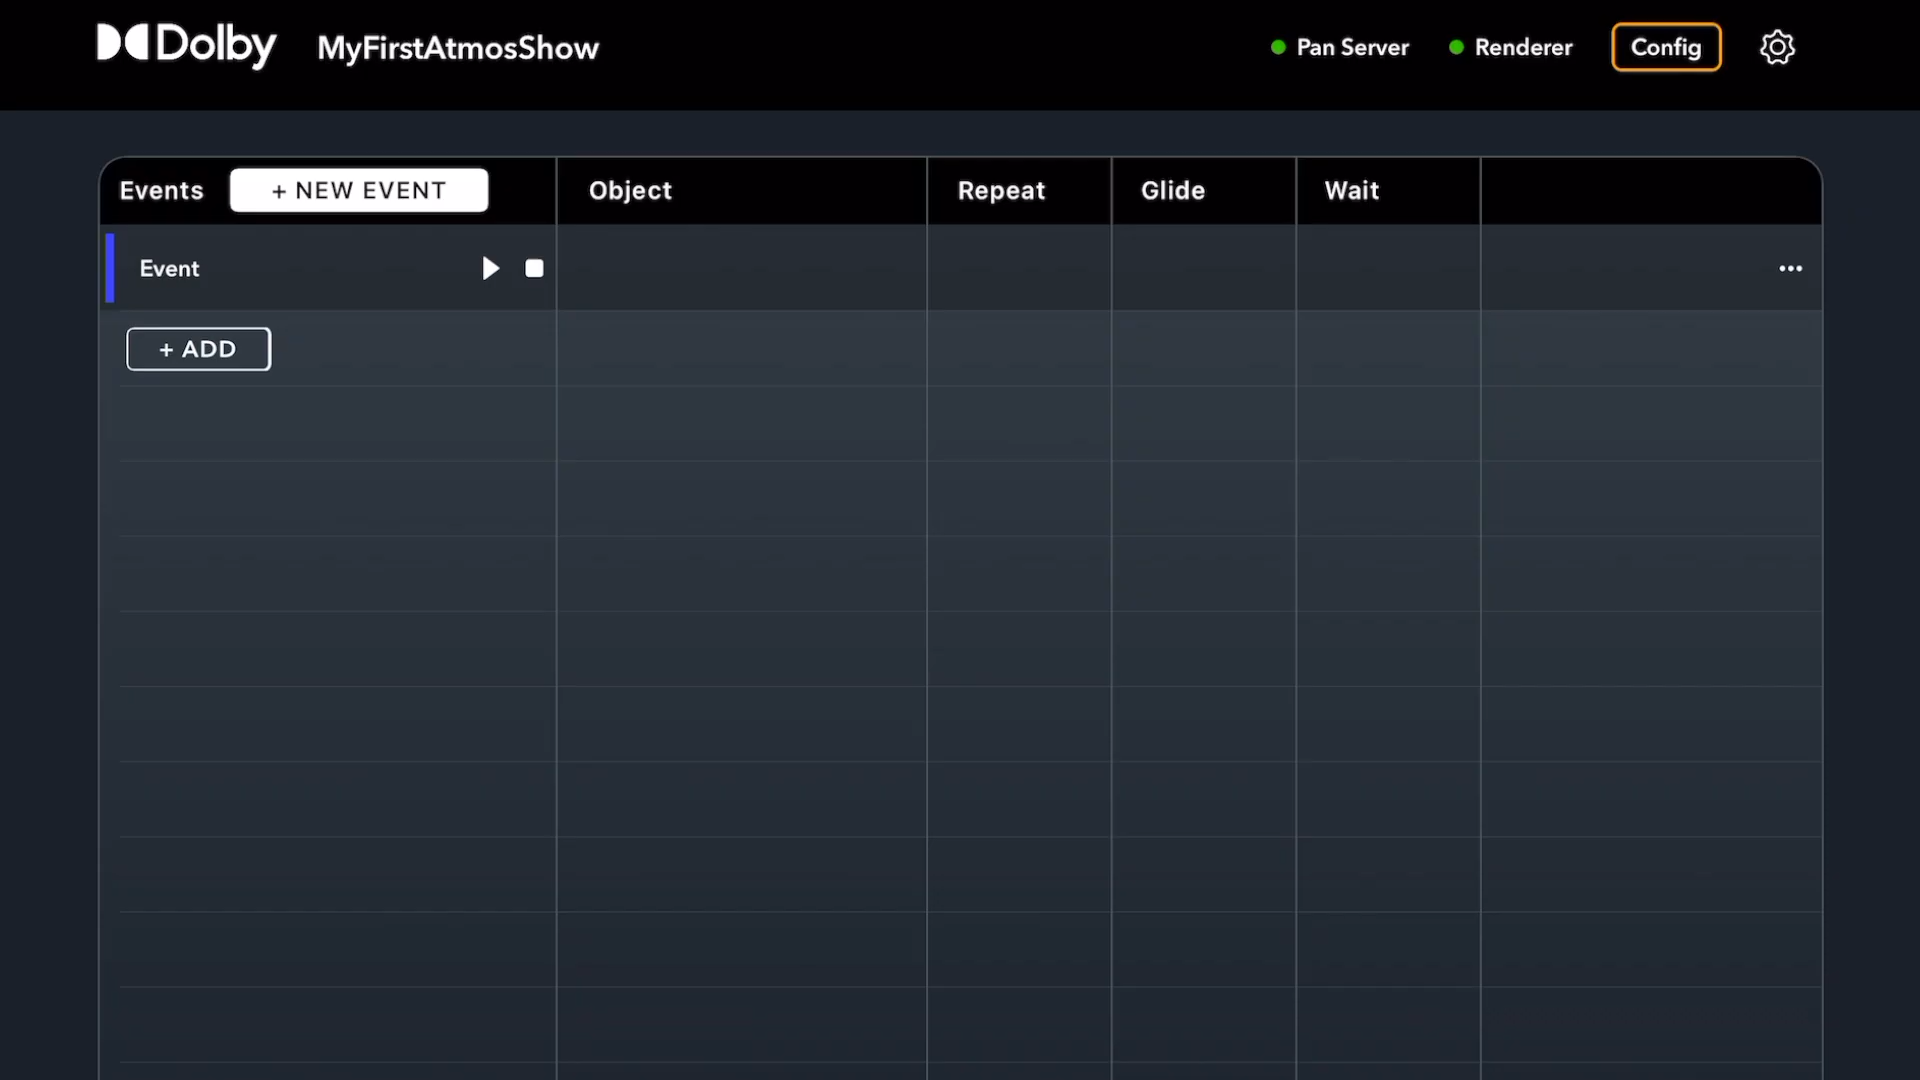 Dolby MyFirstAtmosShow Pan Server Renderer Config
Events + NEW EVENT Object Repeat Glide Wait
Event
+ ADD